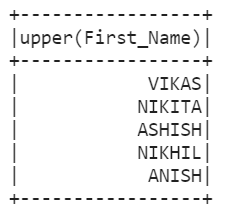 +-----------------+
|upper(First_Name)|
+-----------------+
|            VIKAS|
|           NIKITA|
|           ASHISH|
|           NIKHIL|
|            ANISH|
+-----------------+